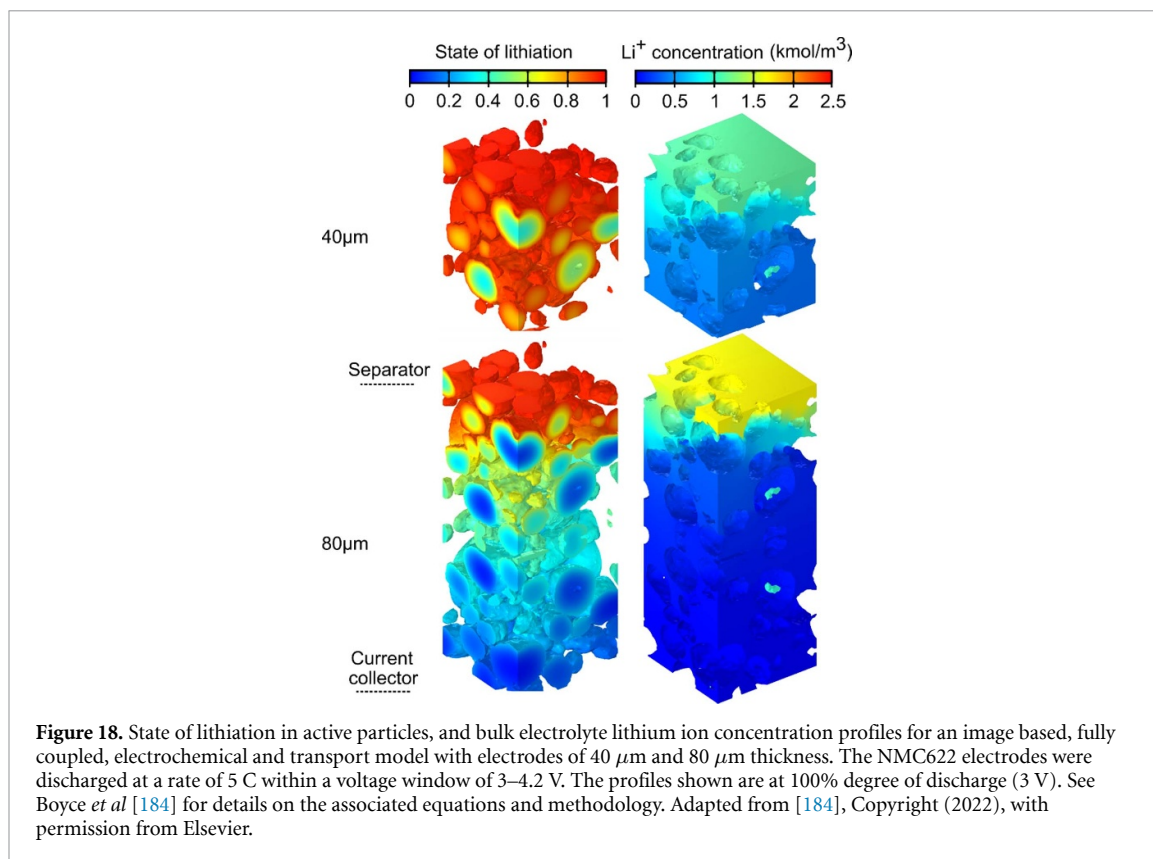 State of lithiation
Li+ concentration (kmol/m3)
0 0.2 0.4 0.6 0.8 1
0 0.5 1 1.5 2 2.5
40μm
Separator
80μm
Current
collector
Figure 18. State of lithiation in active particles, and bulk electrolyte lithium ion concentration profiles for an image based, fully
coupled, electrochemical and transport model with electrodes of 40 μm and 80 μm thickness. The NMC622 electrodes were
discharged at a rate of 5 C within a voltage window of 3–4.2 V. The profiles shown are at 100% degree of discharge (3 V). See
Boyce et al [184] for details on the associated equations and methodology. Adapted from [184], Copyright (2022), with
permission from Elsevier.